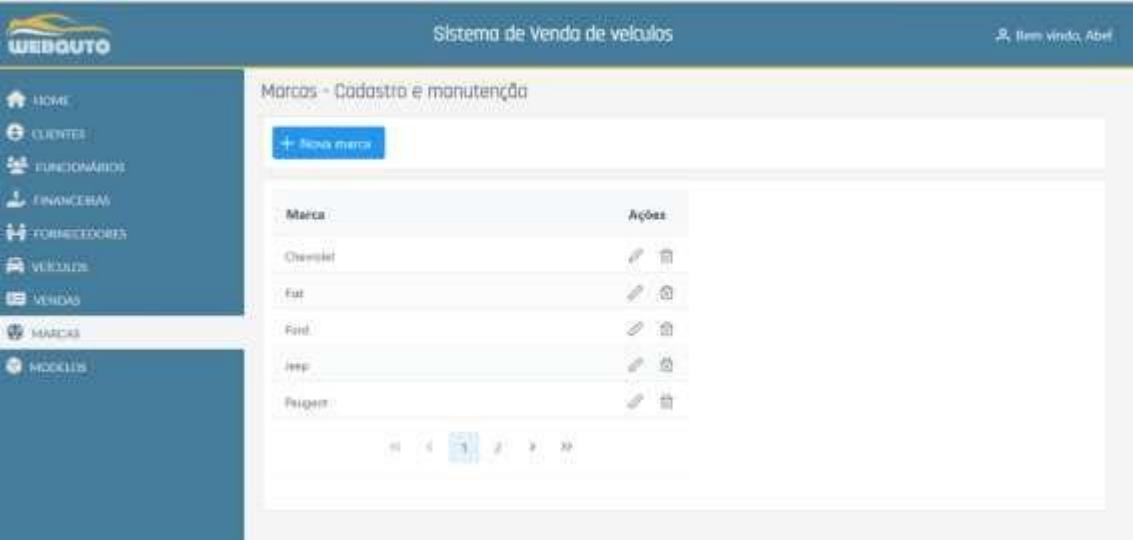 WEBAUTO
Sistema de Venda de veículos
Bem vindo, Abel
HOME
CLIENTES
FUNCIONÁRIOS
FINANCEIRAS
FORNECEDORES
VEÍCULOS
VENDAS
MARCAS
MODELOS
Marcas - Cadastro e manutenção
+ Nova marca
Marca Ações
Chevrolet
Fiat
Ford
Jeep
Peugeot
« < 1 2 > »